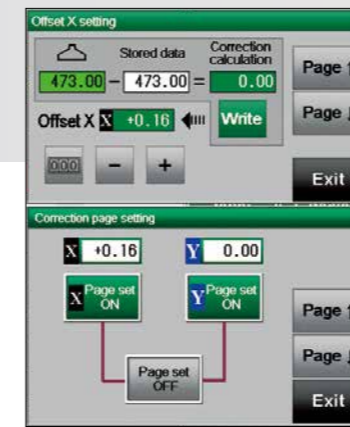 Offset X setting
Stored data
Correction
calculation
473.00 – 473.00 = 0.00
Offset X X +0.16 Write
000 – +
Page
Page
Exit
Correction page setting
X +0.16 Y 0.00
X Page set
ON
Y Page set
ON
Page set
OFF
Page
Page
Exit